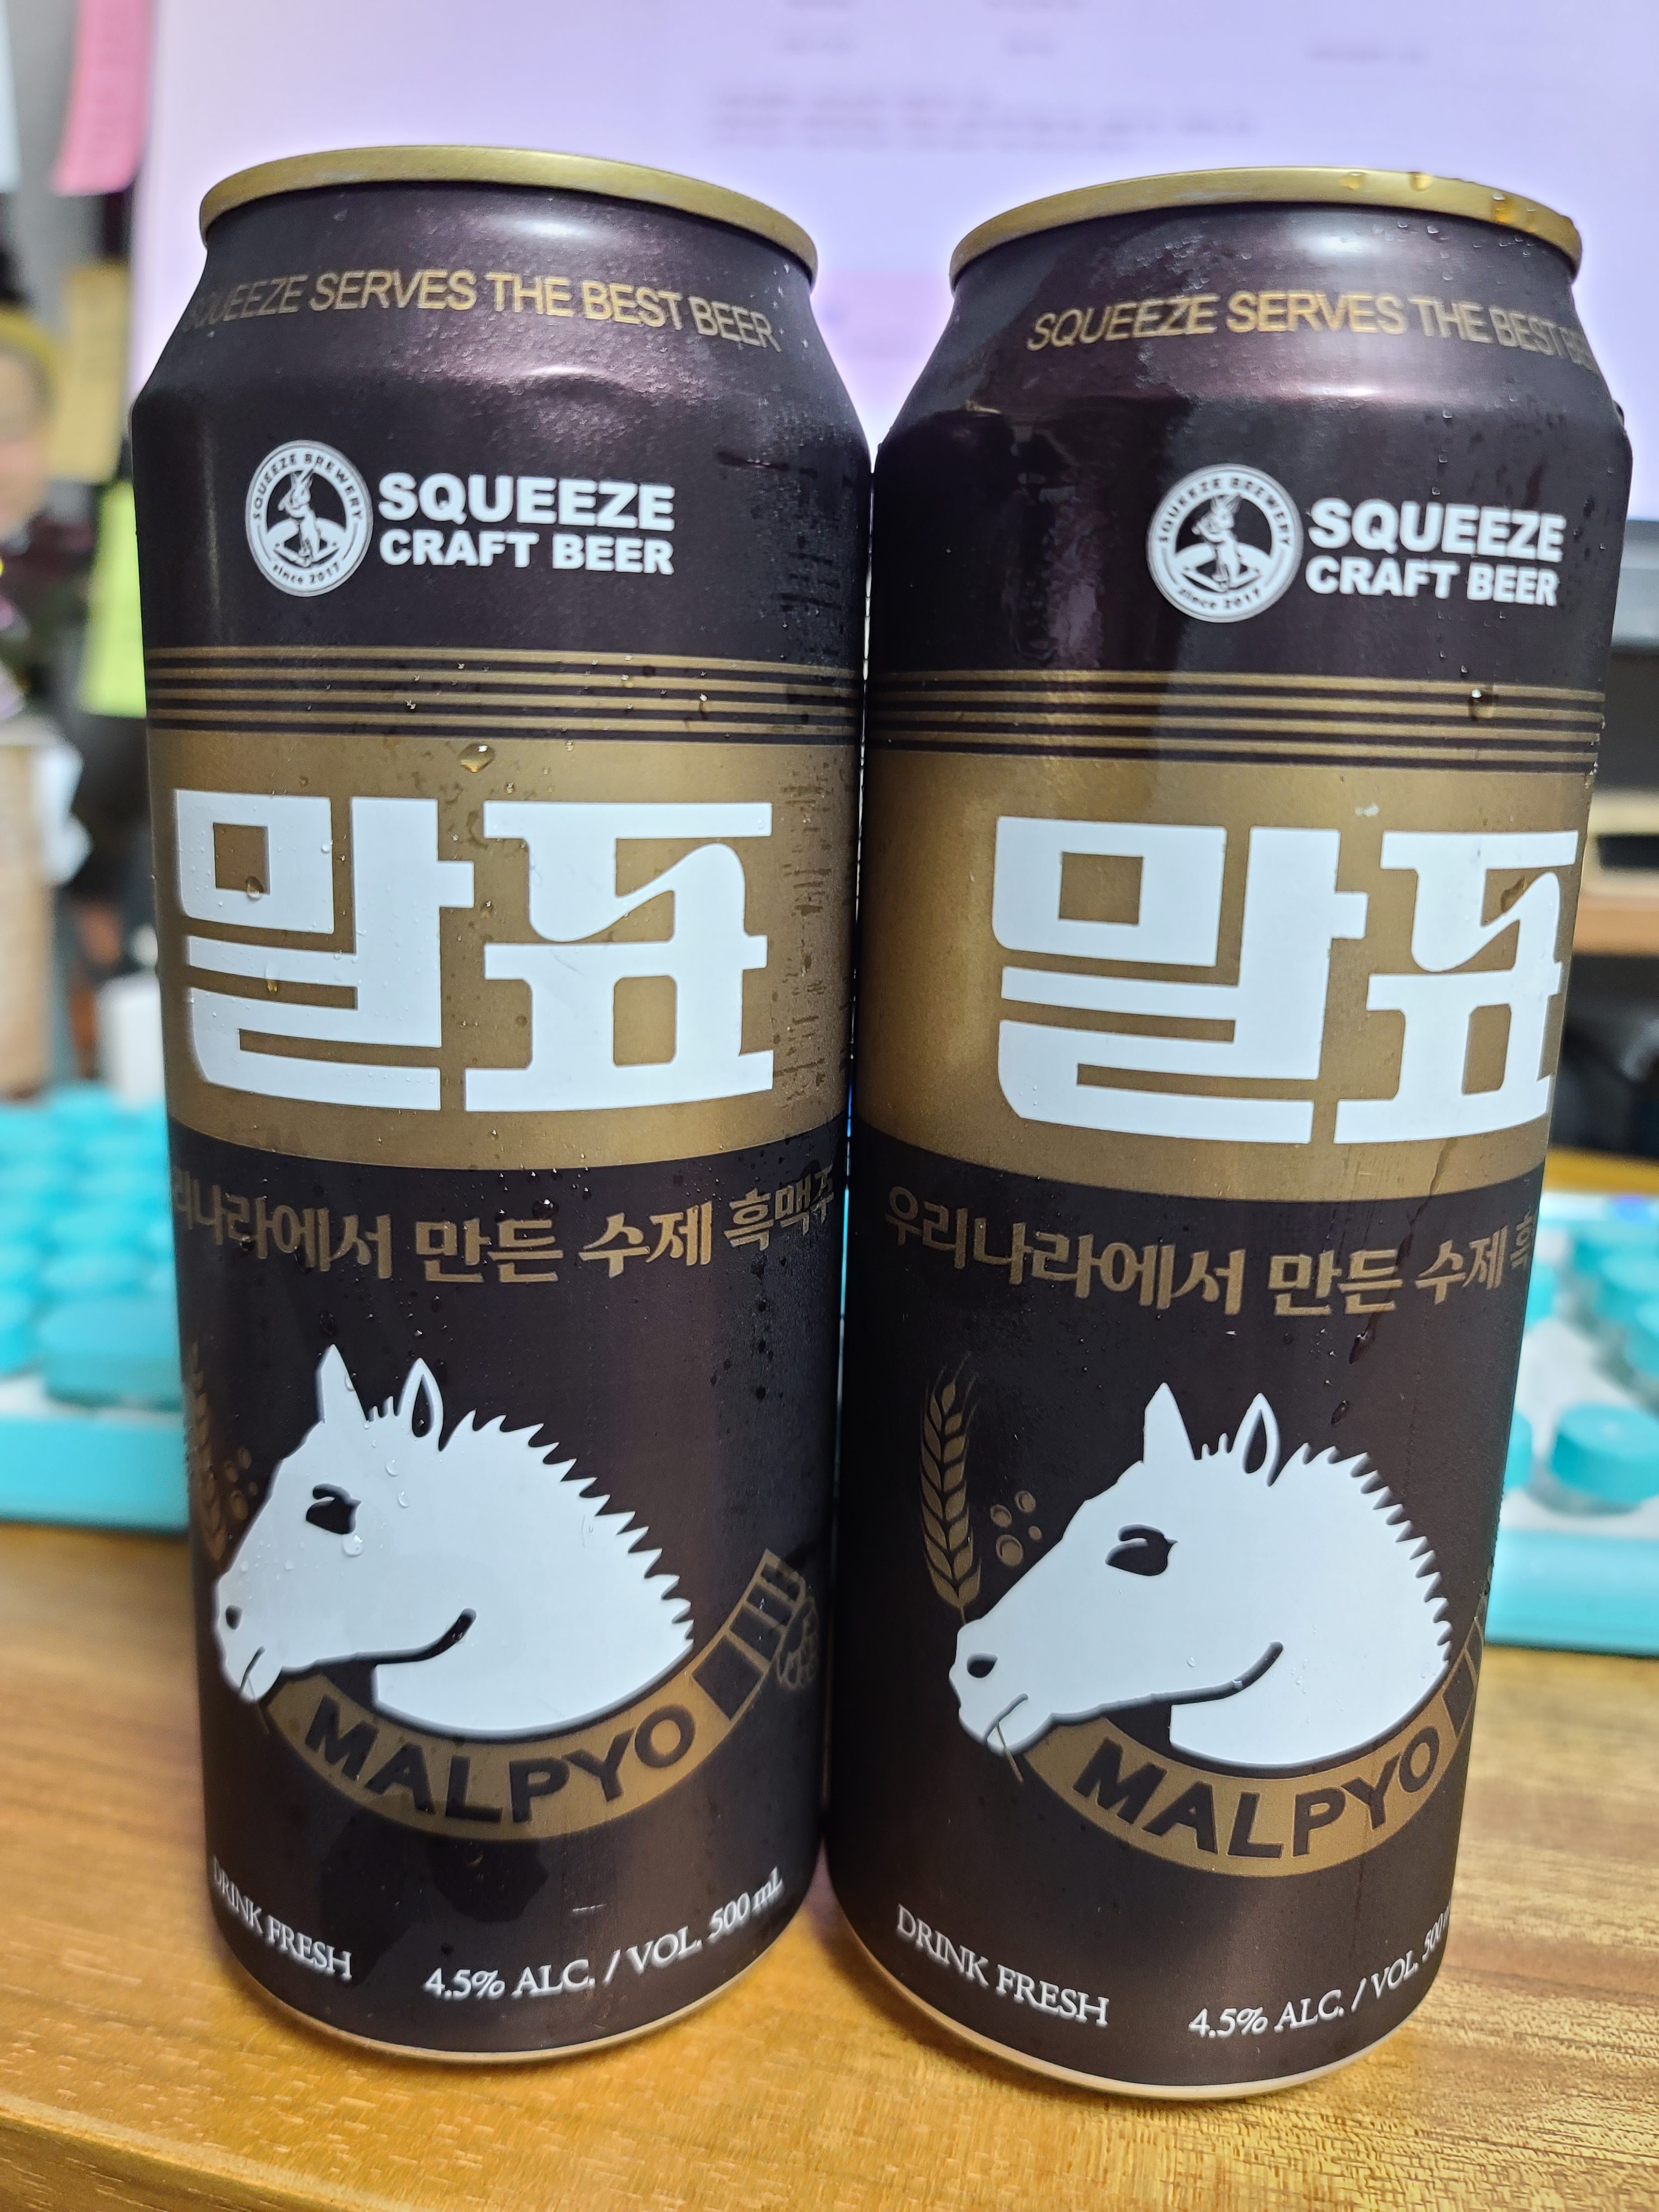 SQUEEZE SERVES THE BEST BEER
SQUEEZE BREWERY
since 2017
SQUEEZE
CRAFT BEER
말표
리나라에서 만든 수제 흑맥주
MALPYO
DRINK FRESH
4.5% ALC. / VOL. 500 mL
SQUEEZE SERVES THE BEST
SQUEEZE BREWERY
since 2017
SQUEEZE
CRAFT BEER
말표
우리나라에서 만든 수제 흑
MALPYO
DRINK FRESH
4.5% ALC. / VOL. 500